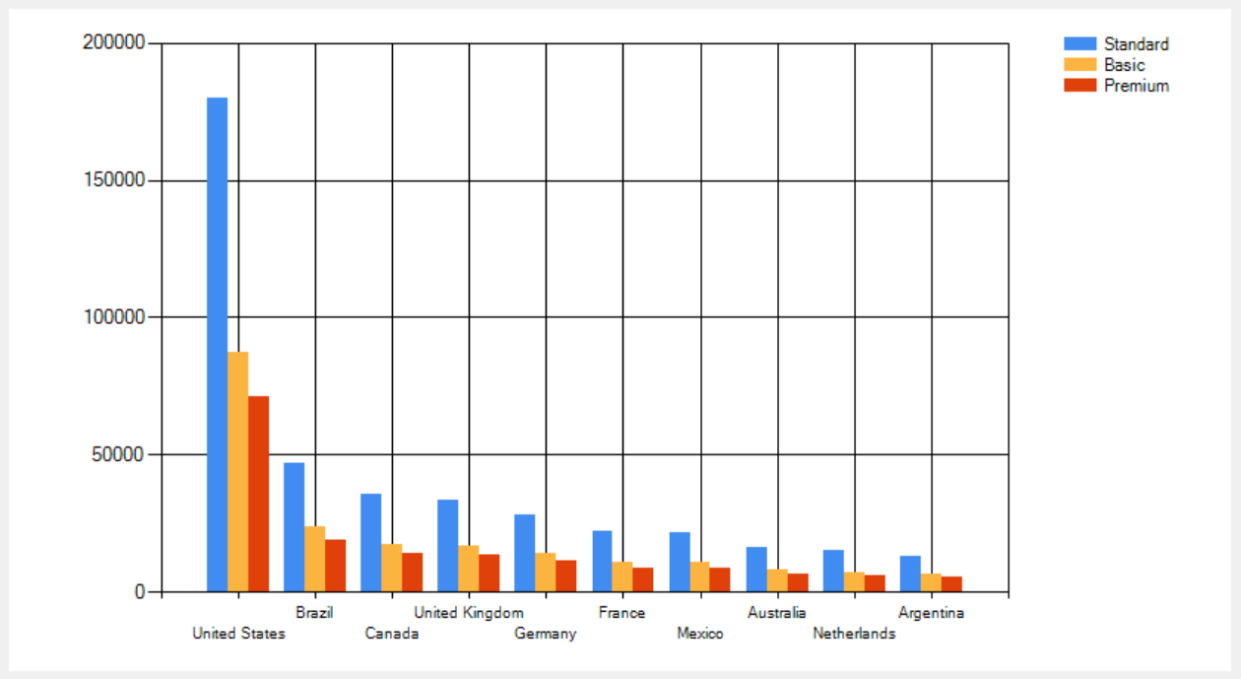 200000
150000
100000
50000
0
Standard
Basic
Premium
Brazil United Kingdom France Australia Argentina
United States Canada Germany Mexico Netherlands